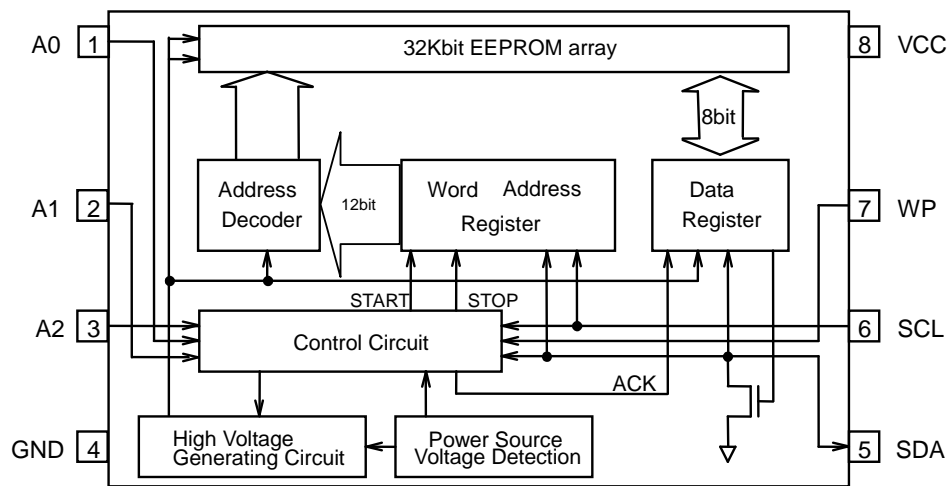 32Kbit EEPROM array
A0 1
8 VCC
8bit
Address
Decoder
12bit
Word Address
Register
Data
Register
A1 2
7 WP
START
STOP
A2 3
6 SCL
Control Circuit
ACK
GND 4
High Voltage
Generating Circuit
Power Source
Voltage Detection
5 SDA